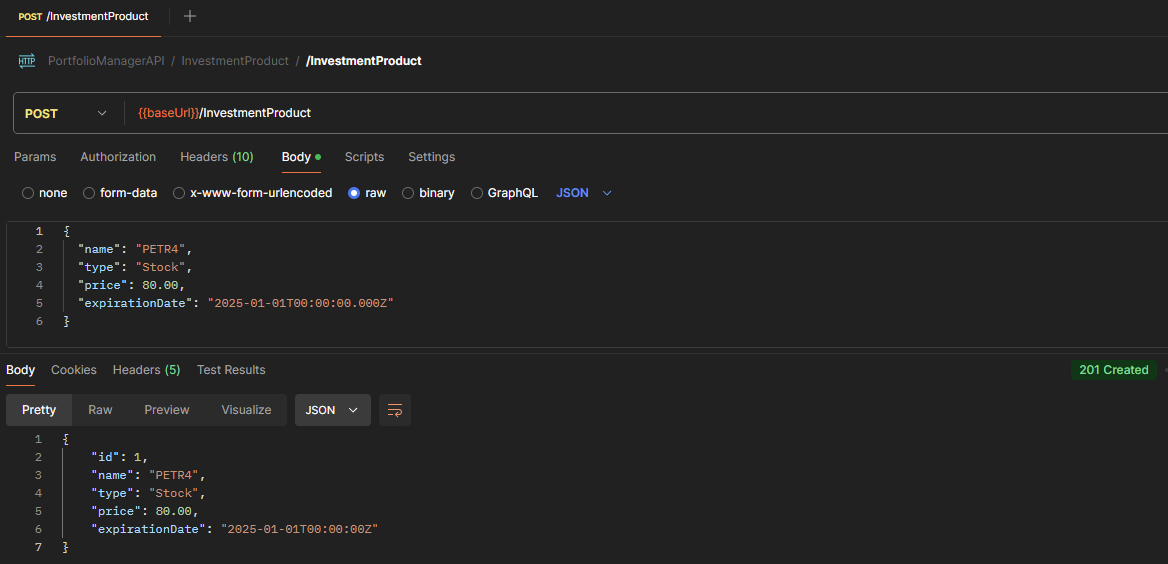 POST /InvestmentProduct
HTTP PortfolioManagerAPI / InvestmentProduct / /InvestmentProduct
POST {{baseUrl}}/InvestmentProduct
Params Authorization Headers (10) Body Scripts Settings
none form-data x-www-form-urlencoded raw binary GraphQL JSON
1 {
2 "name": "PETR4",
3 "type": "Stock",
4 "price": 80.00,
5 "expirationDate": "2025-01-01T00:00:00.000Z"
6 }
Body Cookies Headers (5) Test Results 201 Created
Pretty Raw Preview Visualize JSON
1 {
2 "id": 1,
3 "name": "PETR4",
4 "type": "Stock",
5 "price": 80.00,
6 "expirationDate": "2025-01-01T00:00:00Z"
7 }